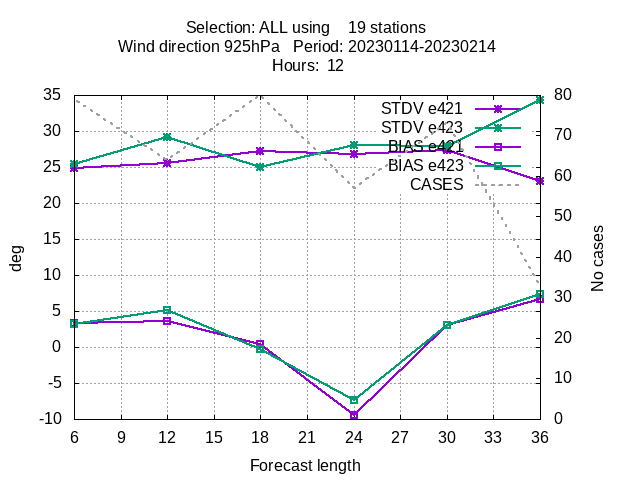 Selection: ALL using 19 stations
Wind direction 925hPa Period: 20230114-20230214
Hours: 12
35
30
25
20
15
10
5
0
-5
-10
deg
80
70
60
50
40
30
20
10
0
No cases
STDV e421
STDV e423
BIAS e421
BIAS e423
CASES
6 9 12 15 18 21 24 27 30 33 36
Forecast length